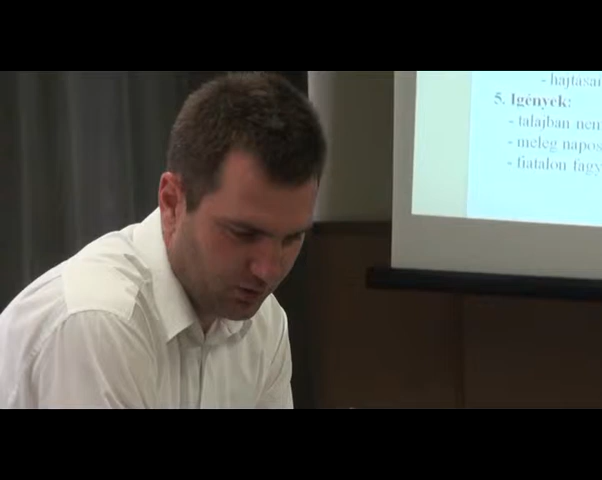 - hajtásai
5. Igények:
- talajban nem
- meleg napos
- fiatalon fagy